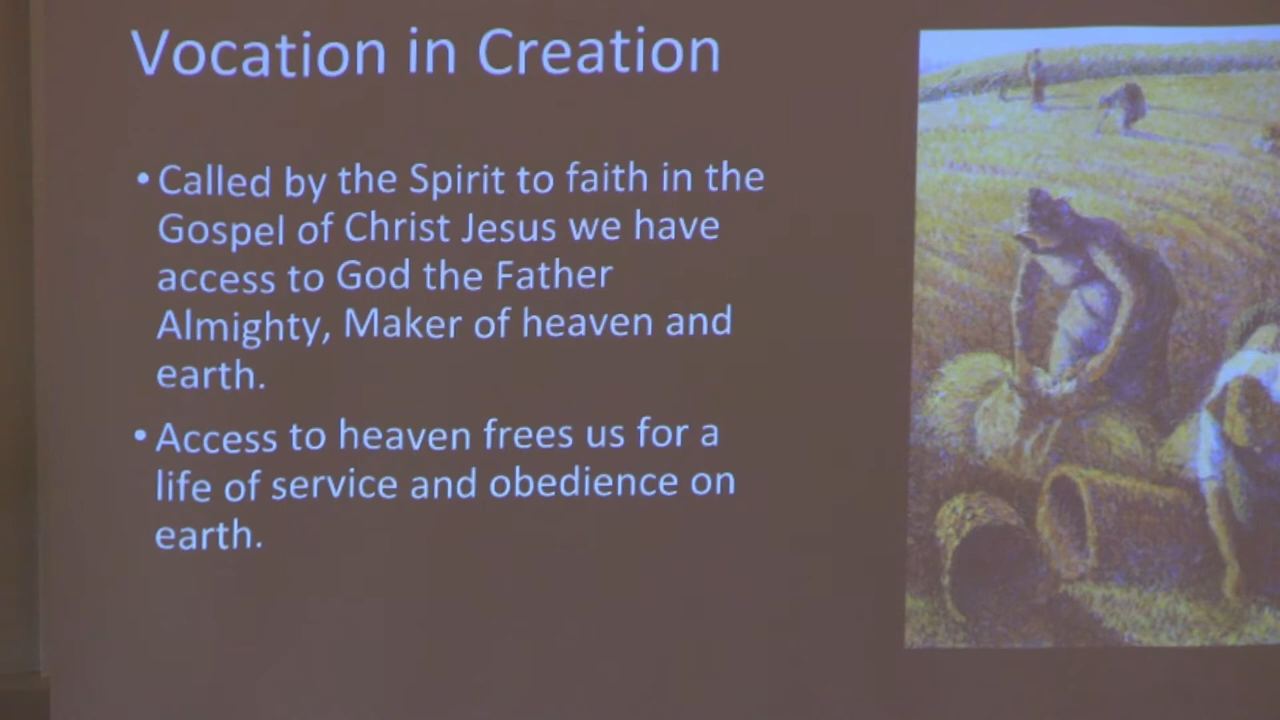 Vocation in Creation
• Called by the Spirit to faith in the
Gospel of Christ Jesus we have
access to God the Father
Almighty, Maker of heaven and
earth.
• Access to heaven frees us for a
life of service and obedience on
earth.